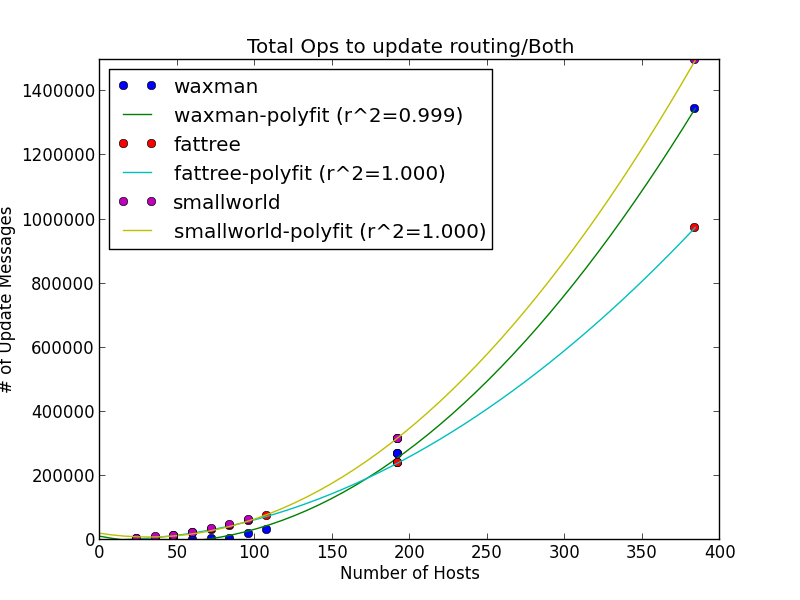 Total Ops to update routing/Both
waxman
waxman-polyfit (r^2=0.999)
fattree
fattree-polyfit (r^2=1.000)
smallworld
smallworld-polyfit (r^2=1.000)
# of Update Messages
1400000
1200000
1000000
800000
600000
400000
200000
0
0 50 100 150 200 250 300 350 400
Number of Hosts